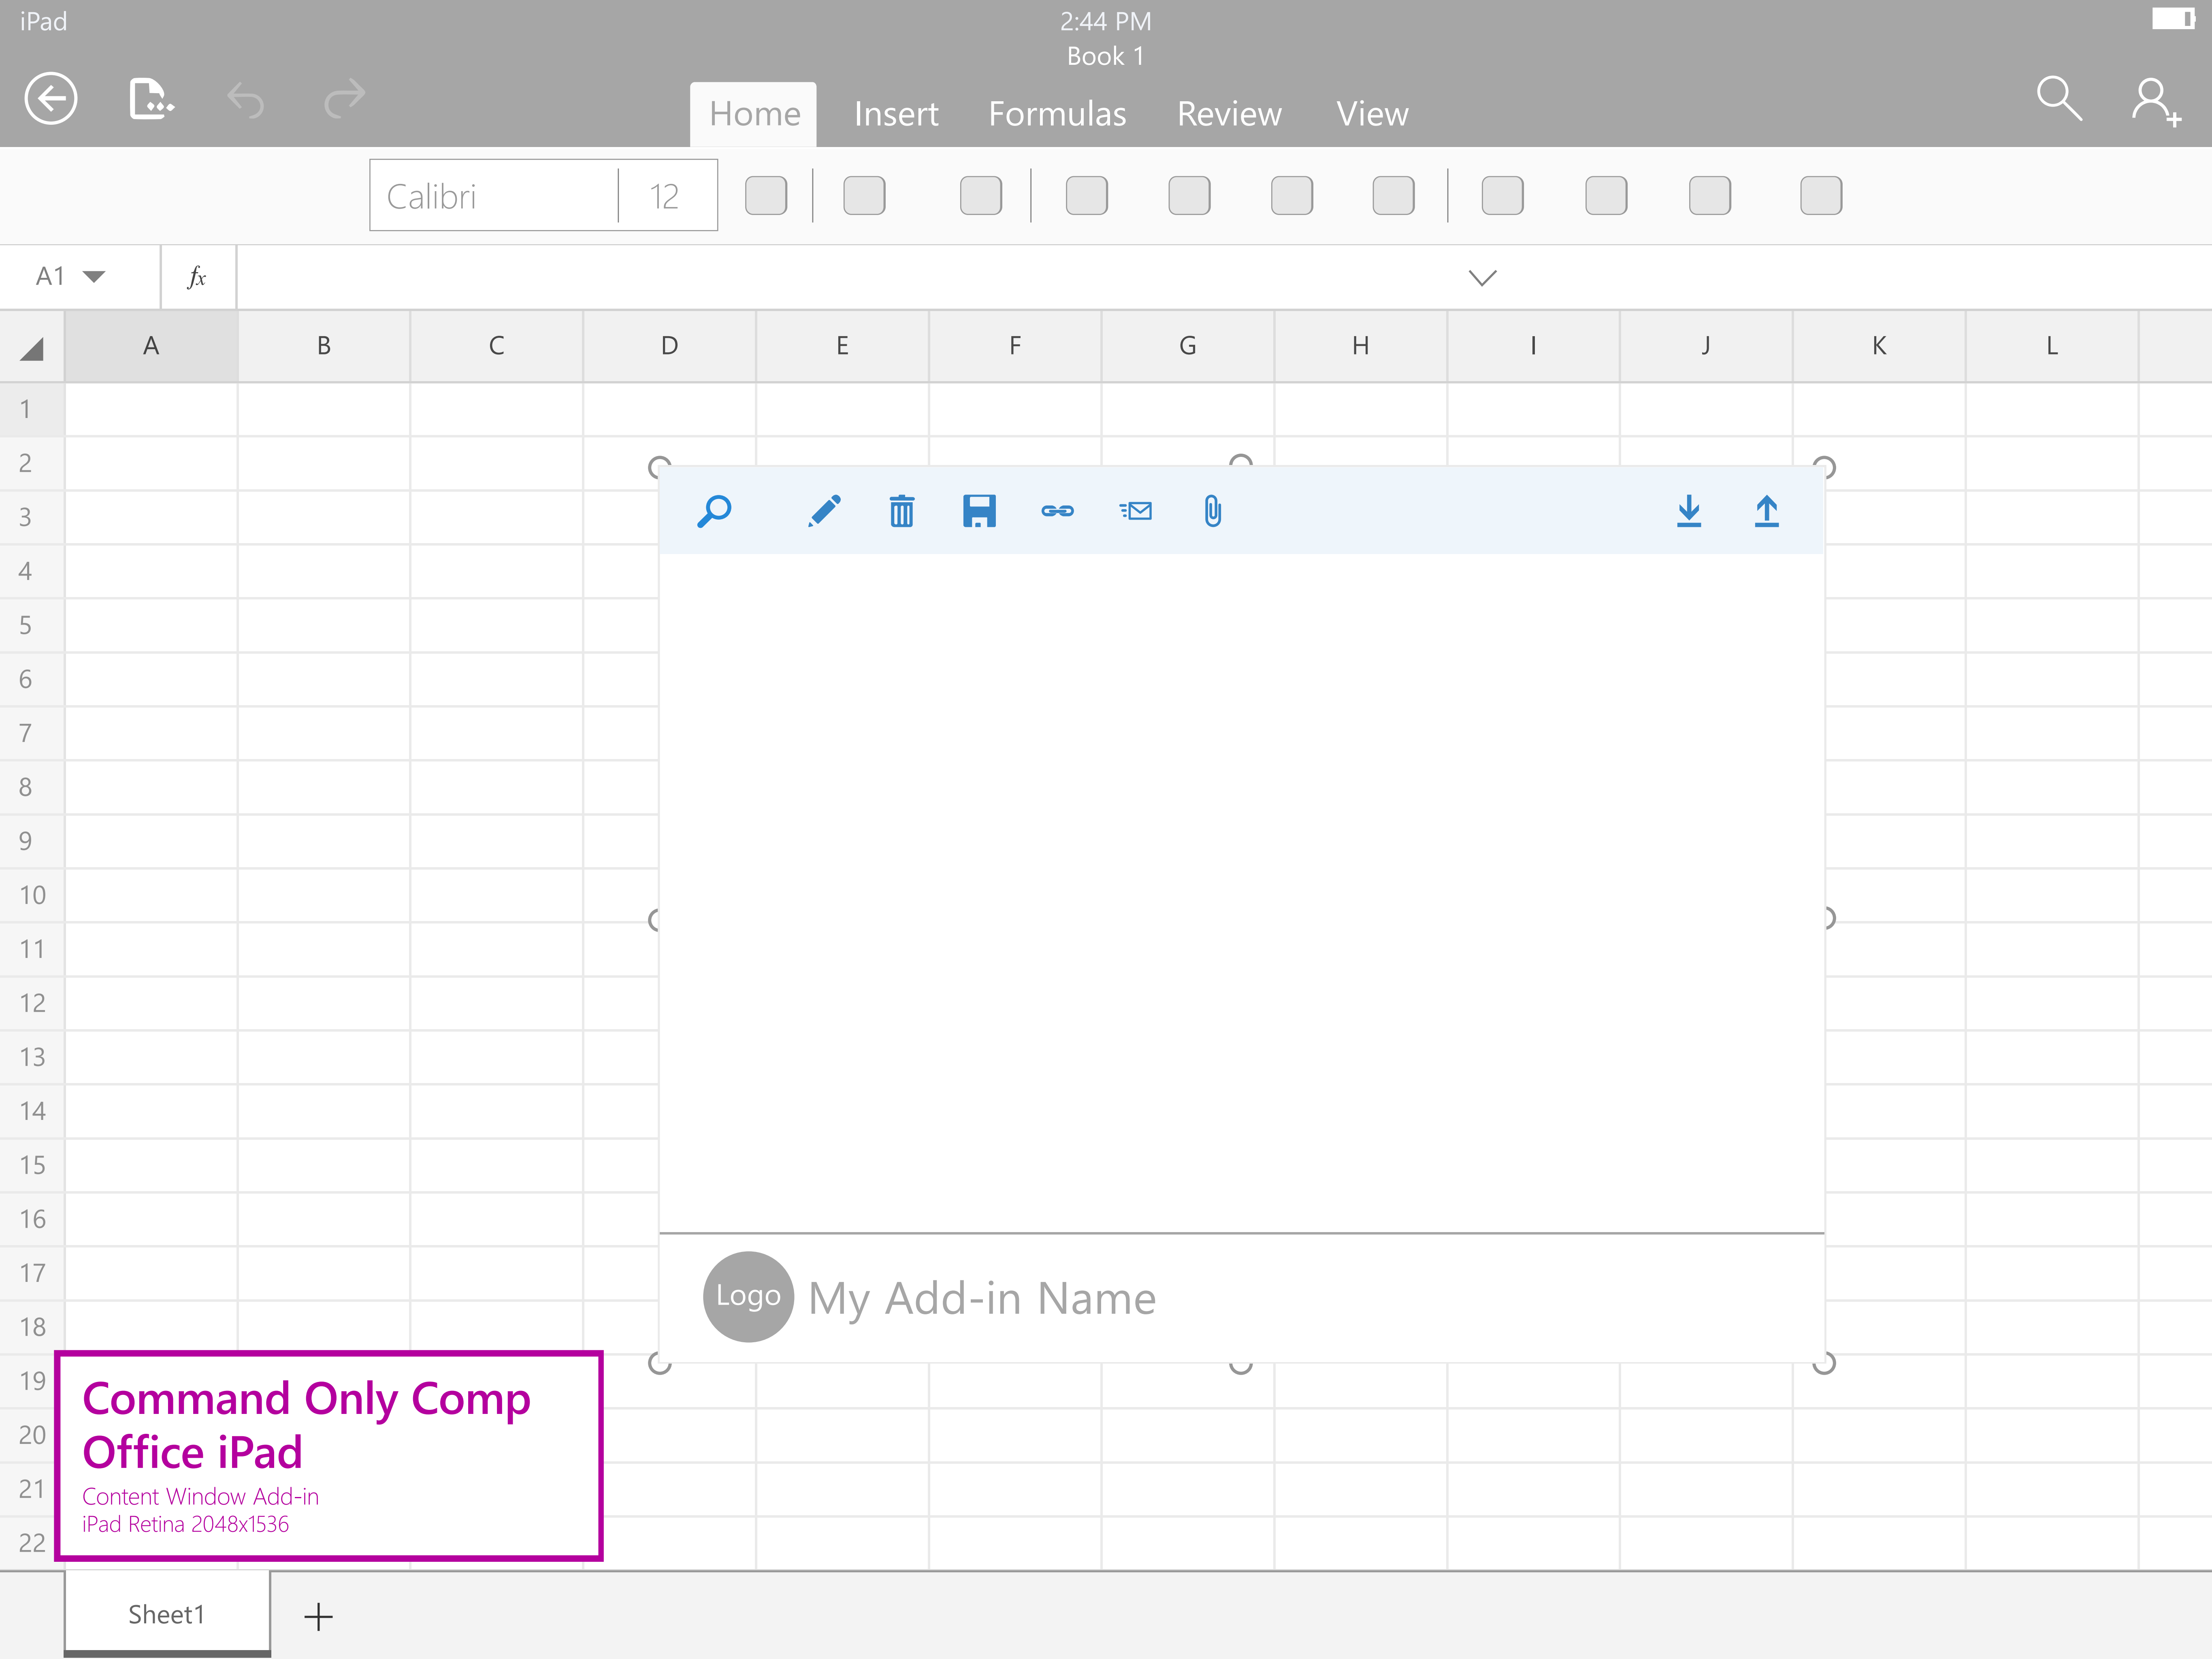 iPad
2:44 PM
Book 1
Home Insert Formulas Review View
Calibri 12
A1 fx
A B C D E F G H I J K L
1
2
3
4
5
6
7
8
9
10
11
12
13
14
15
16
17
18
19
20
21
22
Logo My Add-in Name
Command Only Comp
Office iPad
Content Window Add-in
iPad Retina 2048x1536
Sheet1